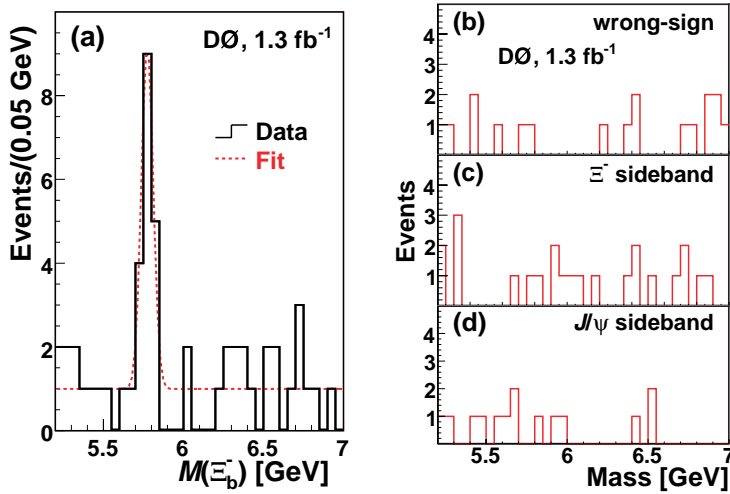 (a) DØ, 1.3 fb⁻¹
Data
Fit
Events/(0.05 GeV)
8
6
4
2
0
5.5 6 6.5 7
M(Ξb⁻) [GeV]
(b) wrong-sign
DØ, 1.3 fb⁻¹
4
3
2
1
(c) Ξ⁻ sideband
4
3
2
1
Events
(d) J/ψ sideband
4
3
2
1
5.5 6 6.5 7
Mass [GeV]